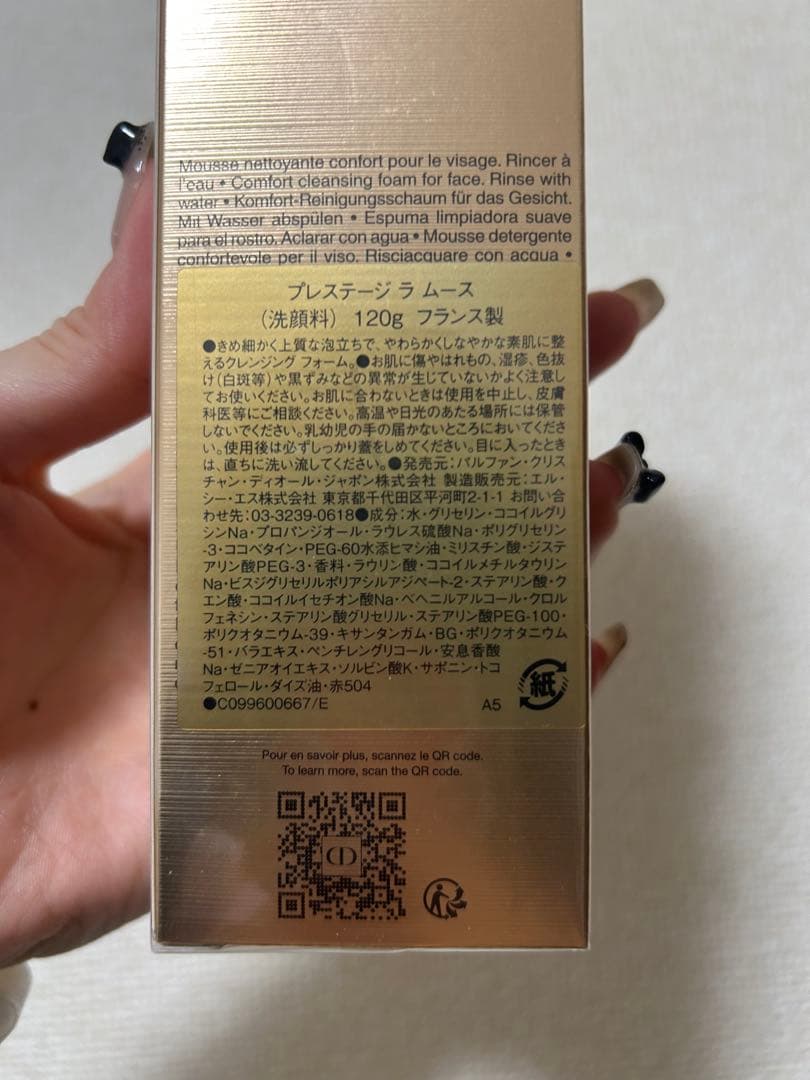 Mousse nettoyante confort pour le visage. Rincer à
l'eau • Comfort cleansing foam for face. Rinse with
water • Komfort-Reinigungsschaum für das Gesicht.
Mit Wasser abspülen • Espuma limpiadora suave
para el rostro. Aclarar con agua • Mousse detergente
confortevole per il viso. Risciacquare con acqua •
プレステージ ラ ムース
(洗顔料) 120g フランス製
●きめ細かく上質な泡立ちで、やわらかくしなやかな素肌に整
えるクレンジング フォーム。●お肌に傷やはれもの、湿疹、色抜
け(白斑等)や黒ずみなどの異常が生じていないかよく注意し
てお使いください。お肌に合わないときは使用を中止し、皮膚
科医等にご相談ください。高温や日光のあたる場所には保管
しないでください。乳幼児の手の届かないところにおいてくださ
い。使用後は必ずしっかり蓋をしめてください。目に入ったとき
は、直ちに洗い流してください。●発売元:パルファン・クリス
チャン・ディオール・ジャポン株式会社 製造販売元:エル・
シー・エス株式会社 東京都千代田区平河町2-1-1 お問い合
わせ先:03-3239-0618●成分:水・グリセリン・ココイルグリ
シンNa・プロパンジオール・ラウレス硫酸Na・ポリグリセリン
-3・ココベタイン・PEG-60水添ヒマシ油・ミリスチン酸・ジステ
アリン酸PEG-3・香料・ラウリン酸・ココイルメチルタウリン
Na・ビスジグリセリルポリアシルアジペート-2・ステアリン酸・ク
エン酸・ココイルイセチオン酸Na・ベヘニルアルコール・クロル
フェネシン・ステアリン酸グリセリル・ステアリン酸PEG-100・
ポリクオタニウム-39・キサンタンガム・BG・ポリクオタニウム
-51・バラエキス・ペンチレングリコール・安息香酸
Na・ゼニアオイエキス・ソルビン酸K・サポニン・トコ
フェロール・ダイズ油・赤504
●C099600667/E A5 紙
Pour en savoir plus, scannez le QR code.
To learn more, scan the QR code.
CD